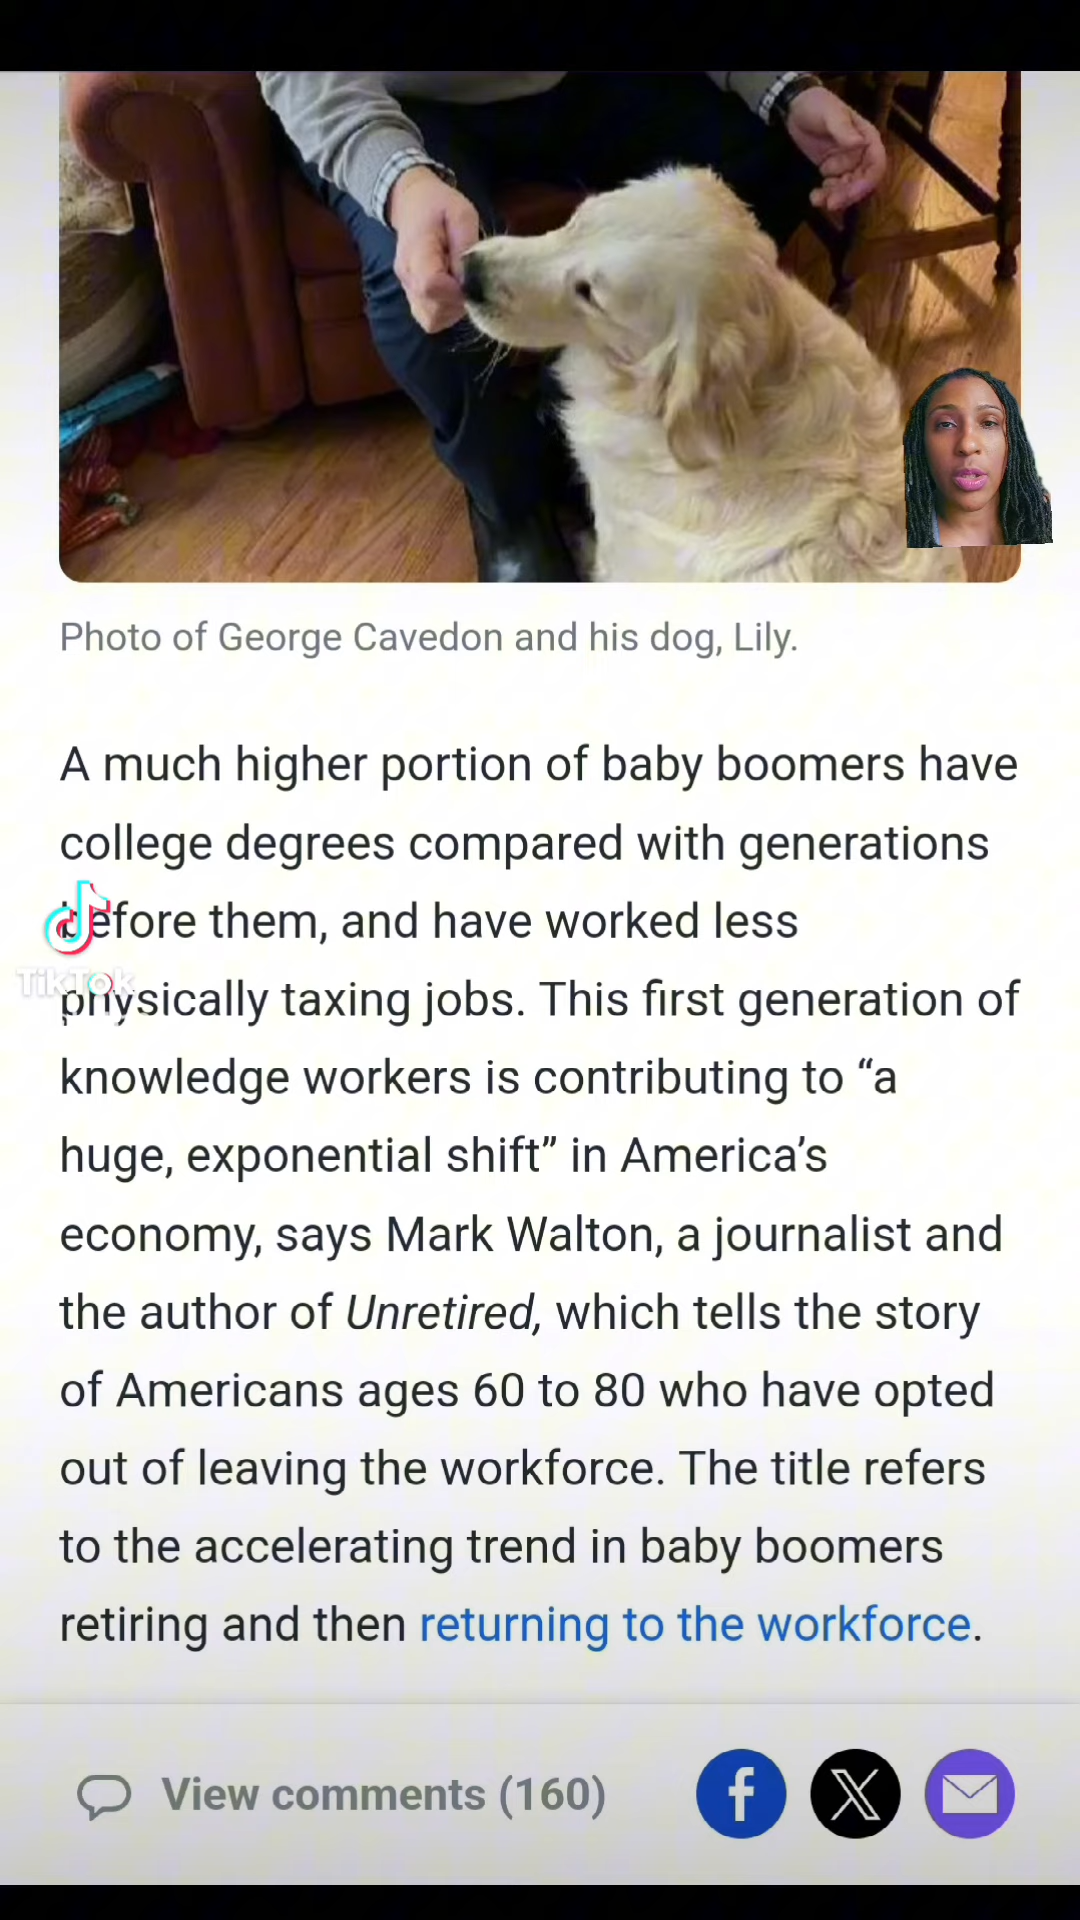 Photo of George Cavedon and his dog, Lily.
A much higher portion of baby boomers have
college degrees compared with generations
before them, and have worked less
TikTok
physically taxing jobs. This first generation of
knowledge workers is contributing to “a
huge, exponential shift” in America’s
economy, says Mark Walton, a journalist and
the author of Unretired, which tells the story
of Americans ages 60 to 80 who have opted
out of leaving the workforce. The title refers
to the accelerating trend in baby boomers
retiring and then returning to the workforce.
View comments (160)